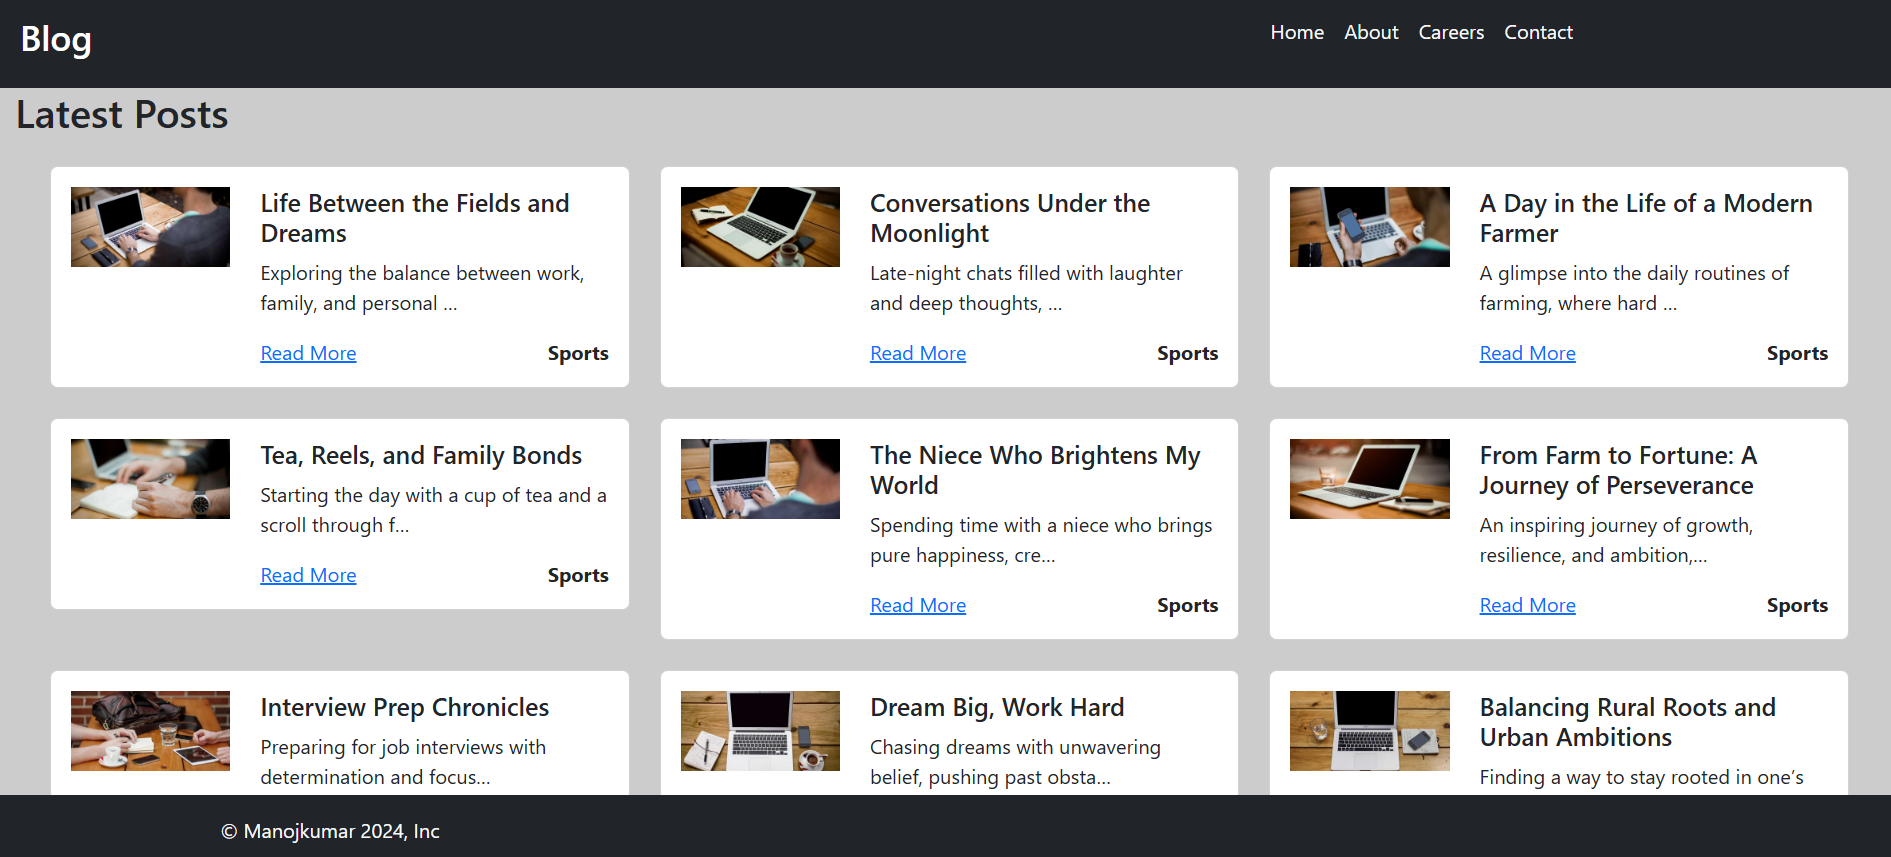 Blog
Home About Careers Contact
Latest Posts
Life Between the Fields and
Dreams
Exploring the balance between work,
family, and personal ...
Read More Sports
Conversations Under the
Moonlight
Late-night chats filled with laughter
and deep thoughts, ...
Read More Sports
A Day in the Life of a Modern
Farmer
A glimpse into the daily routines of
farming, where hard ...
Read More Sports
Tea, Reels, and Family Bonds
Starting the day with a cup of tea and a
scroll through f...
Read More Sports
The Niece Who Brightens My
World
Spending time with a niece who brings
pure happiness, cre...
Read More Sports
From Farm to Fortune: A
Journey of Perseverance
An inspiring journey of growth,
resilience, and ambition,...
Read More Sports
Interview Prep Chronicles
Preparing for job interviews with
determination and focus...
Dream Big, Work Hard
Chasing dreams with unwavering
belief, pushing past obsta...
Balancing Rural Roots and
Urban Ambitions
Finding a way to stay rooted in one’s
© Manojkumar 2024, Inc